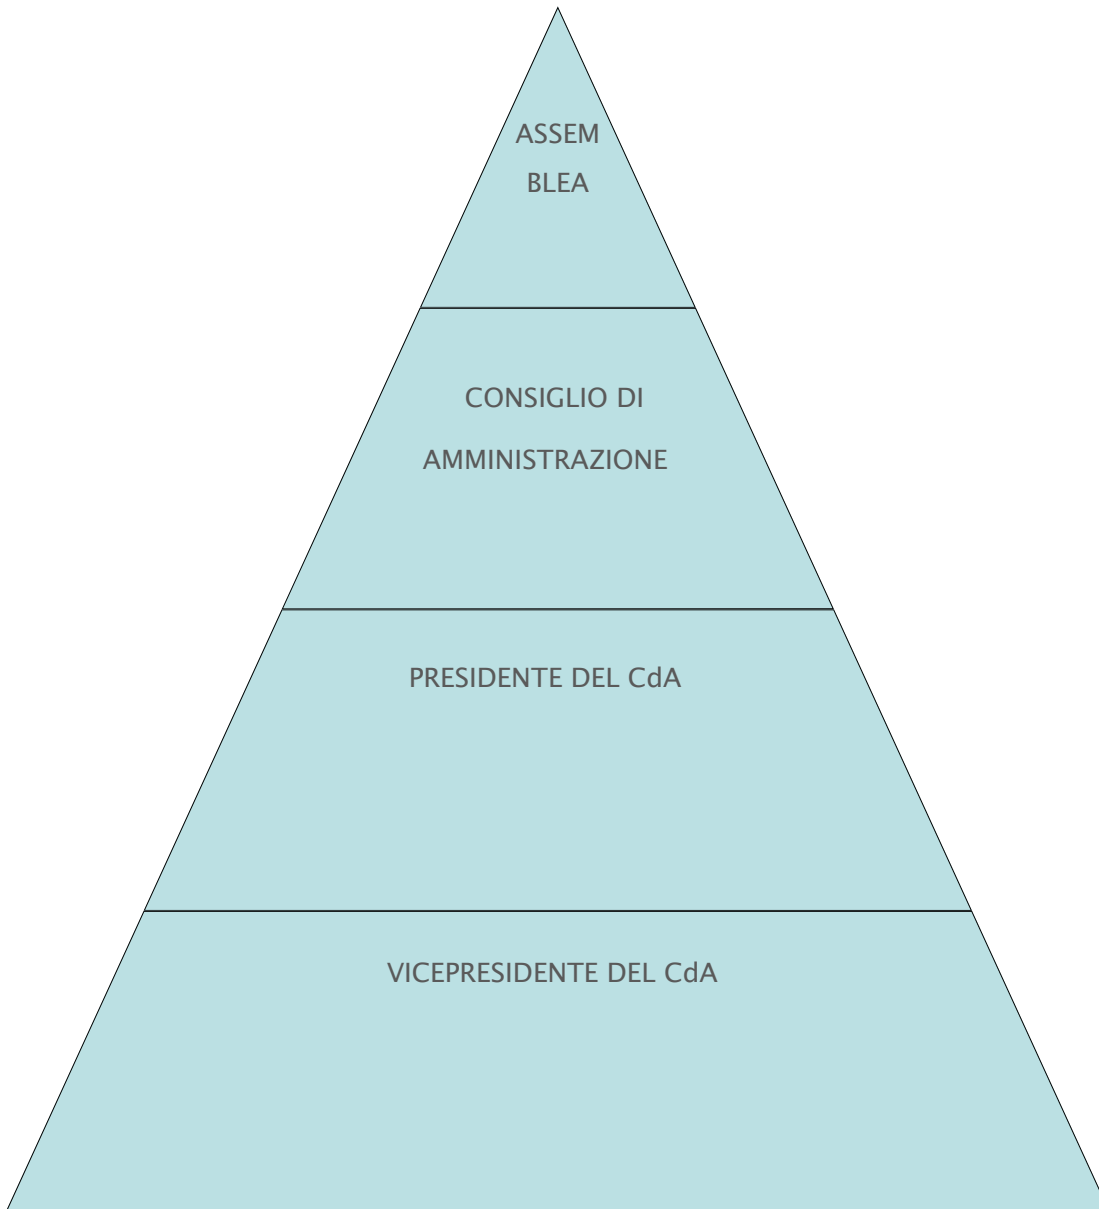 ASSEM
BLEA
CONSIGLIO DI
AMMINISTRAZIONE
PRESIDENTE DEL CdA
VICEPRESIDENTE DEL CdA